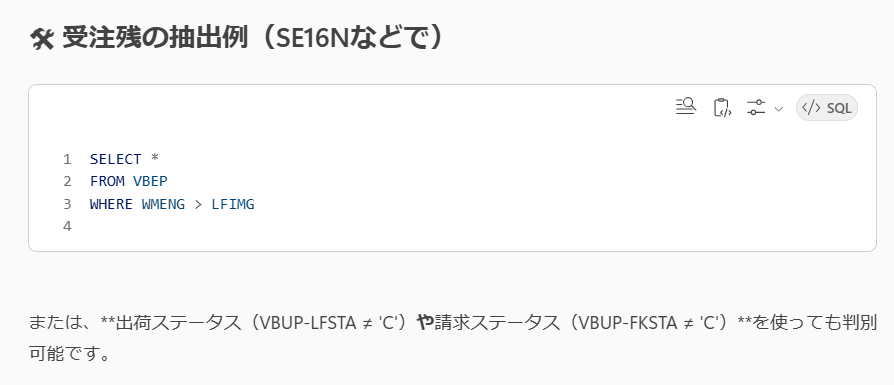 🛠 受注残の抽出例（SE16Nなどで）
SQL
1 SELECT *
2 FROM VBEP
3 WHERE WMENG > LFIMG
4
または、**出荷ステータス（VBUP-LFSTA ≠ 'C'）や請求ステータス（VBUP-FKSTA ≠ 'C'）**を使っても判別
可能です。